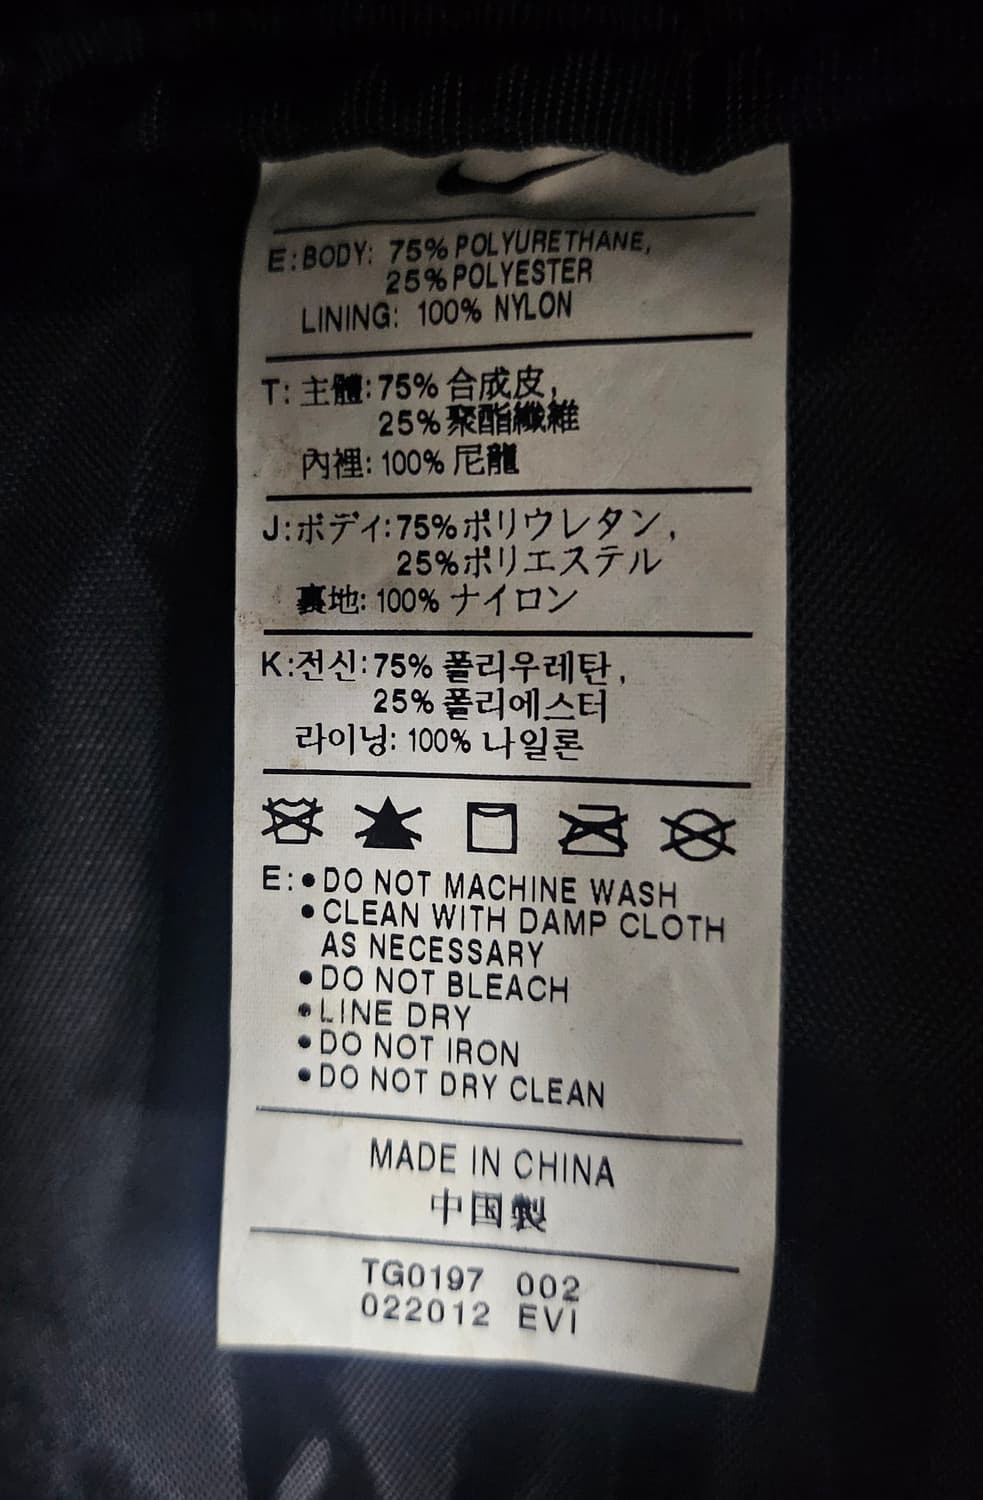 E: BODY: 75% POLYURETHANE,
25% POLYESTER
LINING: 100% NYLON
T: 主體: 75% 合成皮,
25% 聚酯纖維
內裡: 100% 尼龍
J: ボディ: 75% ポリウレタン,
25% ポリエステル
裏地: 100% ナイロン
K: 전신: 75% 폴리우레탄,
25% 폴리에스터
라이닝: 100% 나일론
E: • DO NOT MACHINE WASH
• CLEAN WITH DAMP CLOTH
AS NECESSARY
• DO NOT BLEACH
• LINE DRY
• DO NOT IRON
• DO NOT DRY CLEAN
MADE IN CHINA
中国製
TG0197 002
022012 EVI